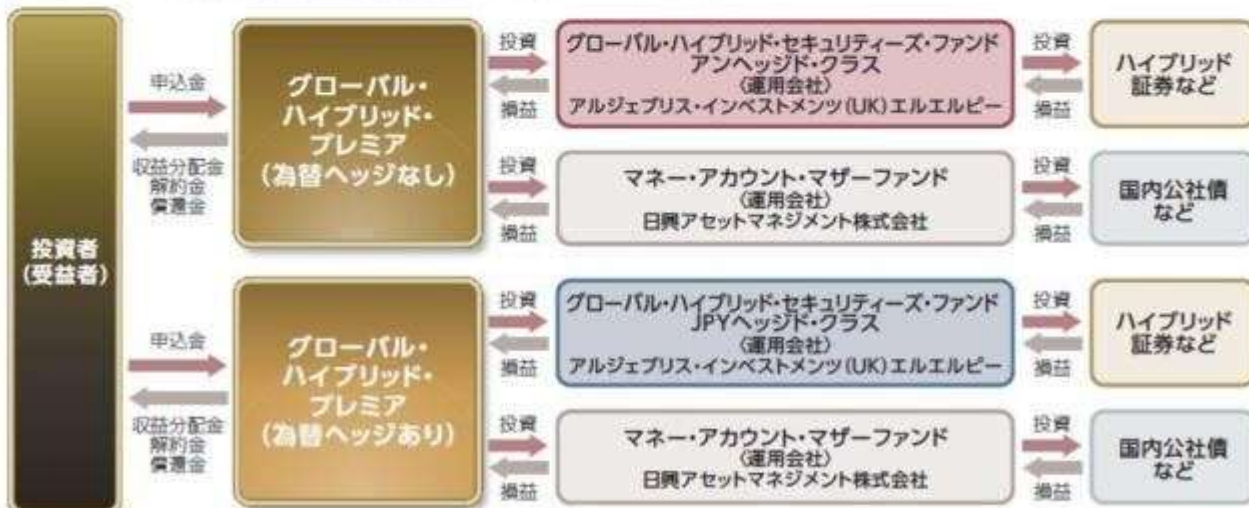 投資者
(受益者)
申込金
収益分配金
解約金
償還金
グローバル・
ハイブリッド・
プレミア
(為替ヘッジなし)
投資
損益
グローバル・ハイブリッド・セキュリティーズ・ファンド
アンヘッジド・クラス
〈運用会社〉
アルジェブリス・インベストメンツ(UK)エルエルピー
投資
損益
ハイブリッド
証券など
投資
損益
マネー・アカウント・マザーファンド
〈運用会社〉
日興アセットマネジメント株式会社
投資
損益
国内公社債
など
申込金
収益分配金
解約金
償還金
グローバル・
ハイブリッド・
プレミア
(為替ヘッジあり)
投資
損益
グローバル・ハイブリッド・セキュリティーズ・ファンド
JPYヘッジド・クラス
〈運用会社〉
アルジェブリス・インベストメンツ(UK)エルエルピー
投資
損益
ハイブリッド
証券など
投資
損益
マネー・アカウント・マザーファンド
〈運用会社〉
日興アセットマネジメント株式会社
投資
損益
国内公社債
など